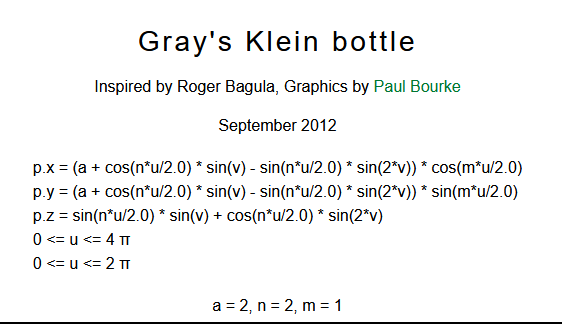 Gray's Klein bottle
Inspired by Roger Bagula, Graphics by Paul Bourke
September 2012
p.x = (a + cos(n*u/2.0) * sin(v) - sin(n*u/2.0) * sin(2*v)) * cos(m*u/2.0)
p.y = (a + cos(n*u/2.0) * sin(v) - sin(n*u/2.0) * sin(2*v)) * sin(m*u/2.0)
p.z = sin(n*u/2.0) * sin(v) + cos(n*u/2.0) * sin(2*v)
0 <= u <= 4 π
0 <= u <= 2 π
a = 2, n = 2, m = 1